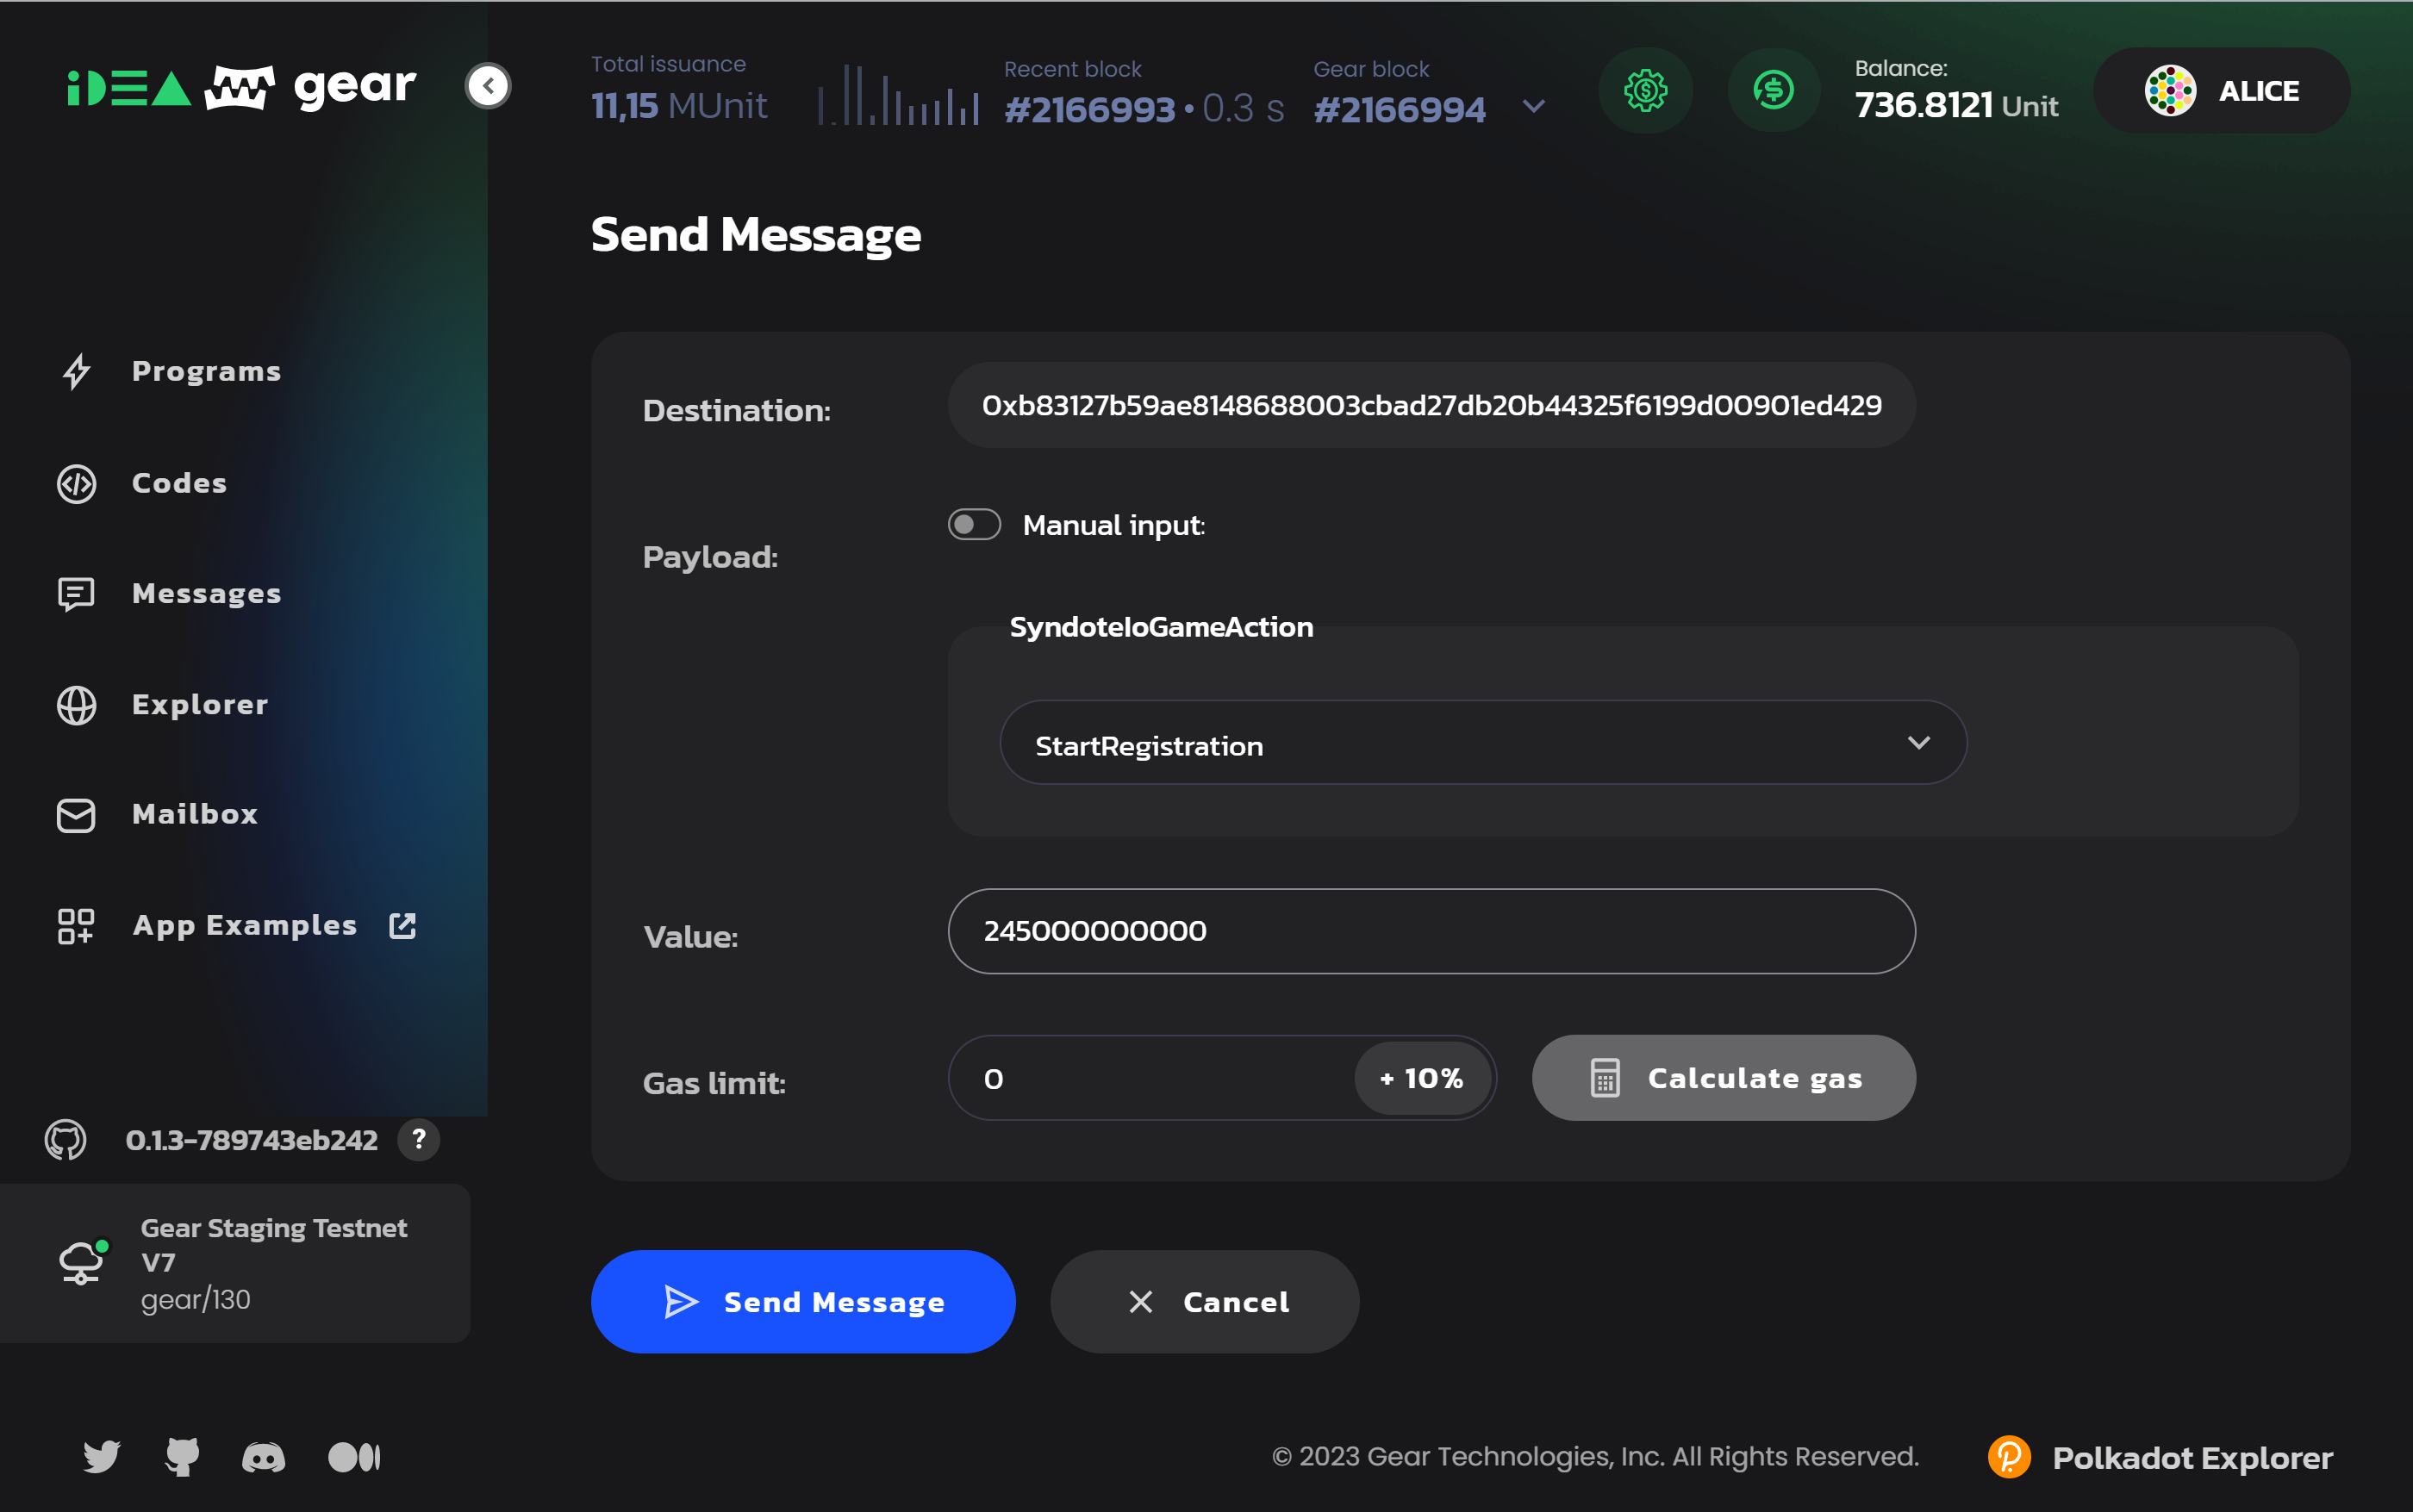 iDEA gear
Total issuance
11,15 MUnit
Recent block
#2166993 • 0.3 s
Gear block
#2166994
Balance:
736.8121 Unit
ALICE
Send Message
Programs
Codes
Messages
Explorer
Mailbox
App Examples
0.1.3-789743eb242 ?
Gear Staging Testnet
V7
gear/130
Destination:
0xb83127b59ae8148688003cbad27db20b44325f6199d00901ed429
Payload:
Manual input:
SyndoteIoGameAction
StartRegistration
Value:
245000000000
Gas limit:
0
+ 10%
Calculate gas
Send Message
Cancel
© 2023 Gear Technologies, Inc. All Rights Reserved.
Polkadot Explorer